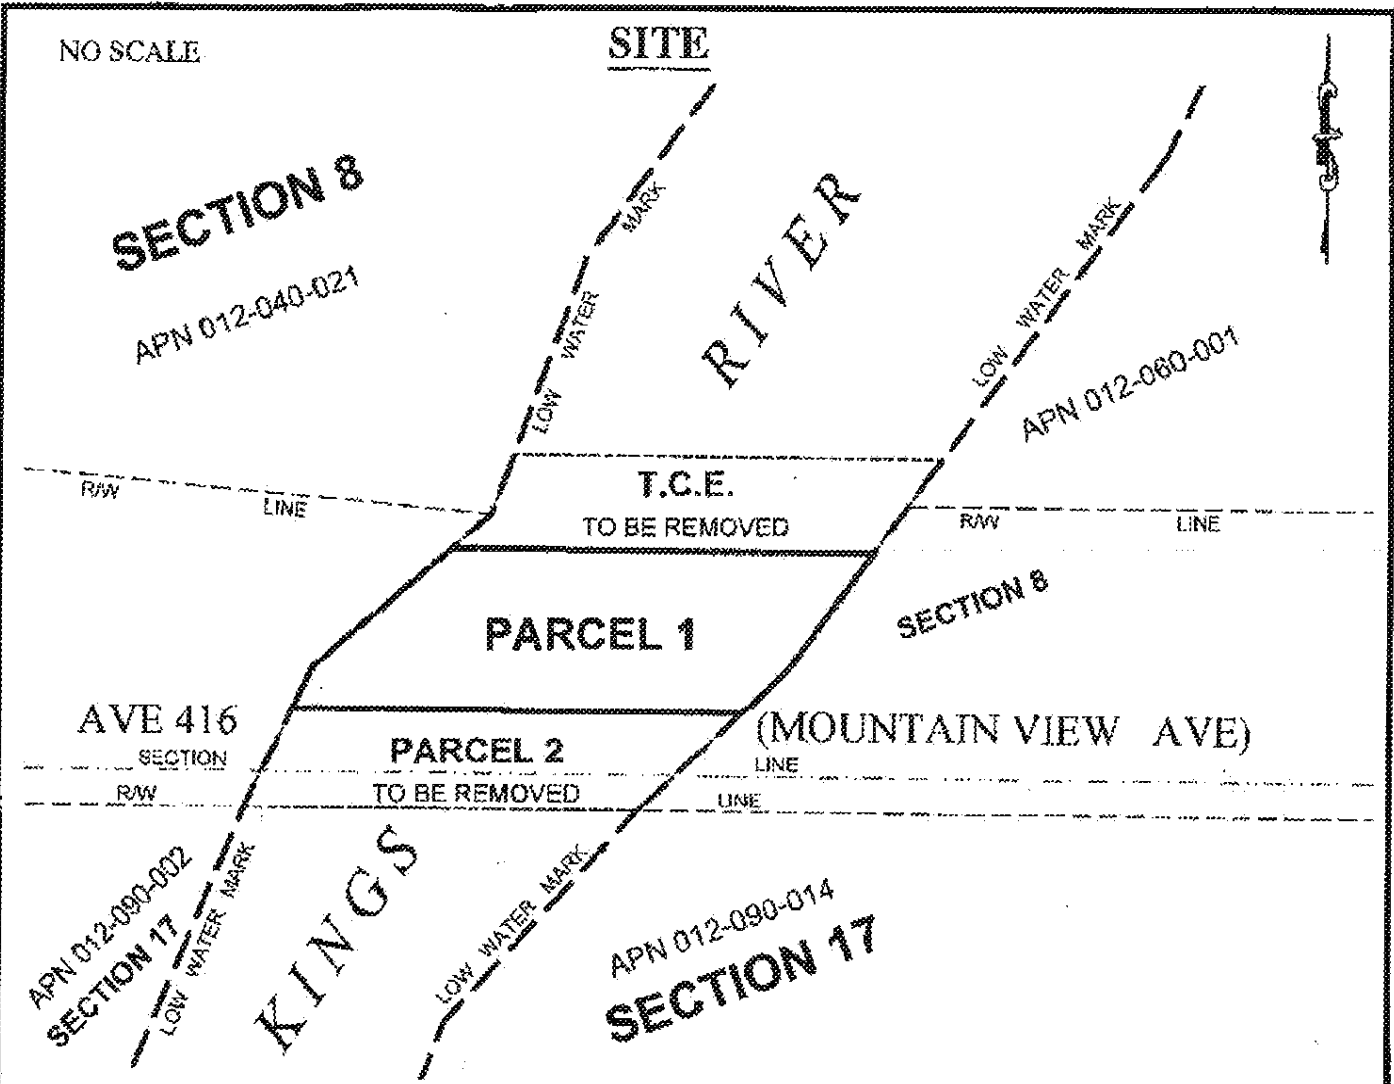 NO SCALE
SITE
SECTION 8
APN 012-040-021
LOW WATER MARK
RIVER
LOW WATER MARK
APN 012-060-001
R/W LINE
T.C.E.
TO BE REMOVED
R/W LINE
PARCEL 1
SECTION 8
AVE 416
(MOUNTAIN VIEW AVE)
PARCEL 2
SECTION LINE
TO BE REMOVED
R/W LINE
KINGS
APN 012-090-002
SECTION 17
LOW WATER MARK
LOW WATER MARK
APN 012-090-014
SECTION 17